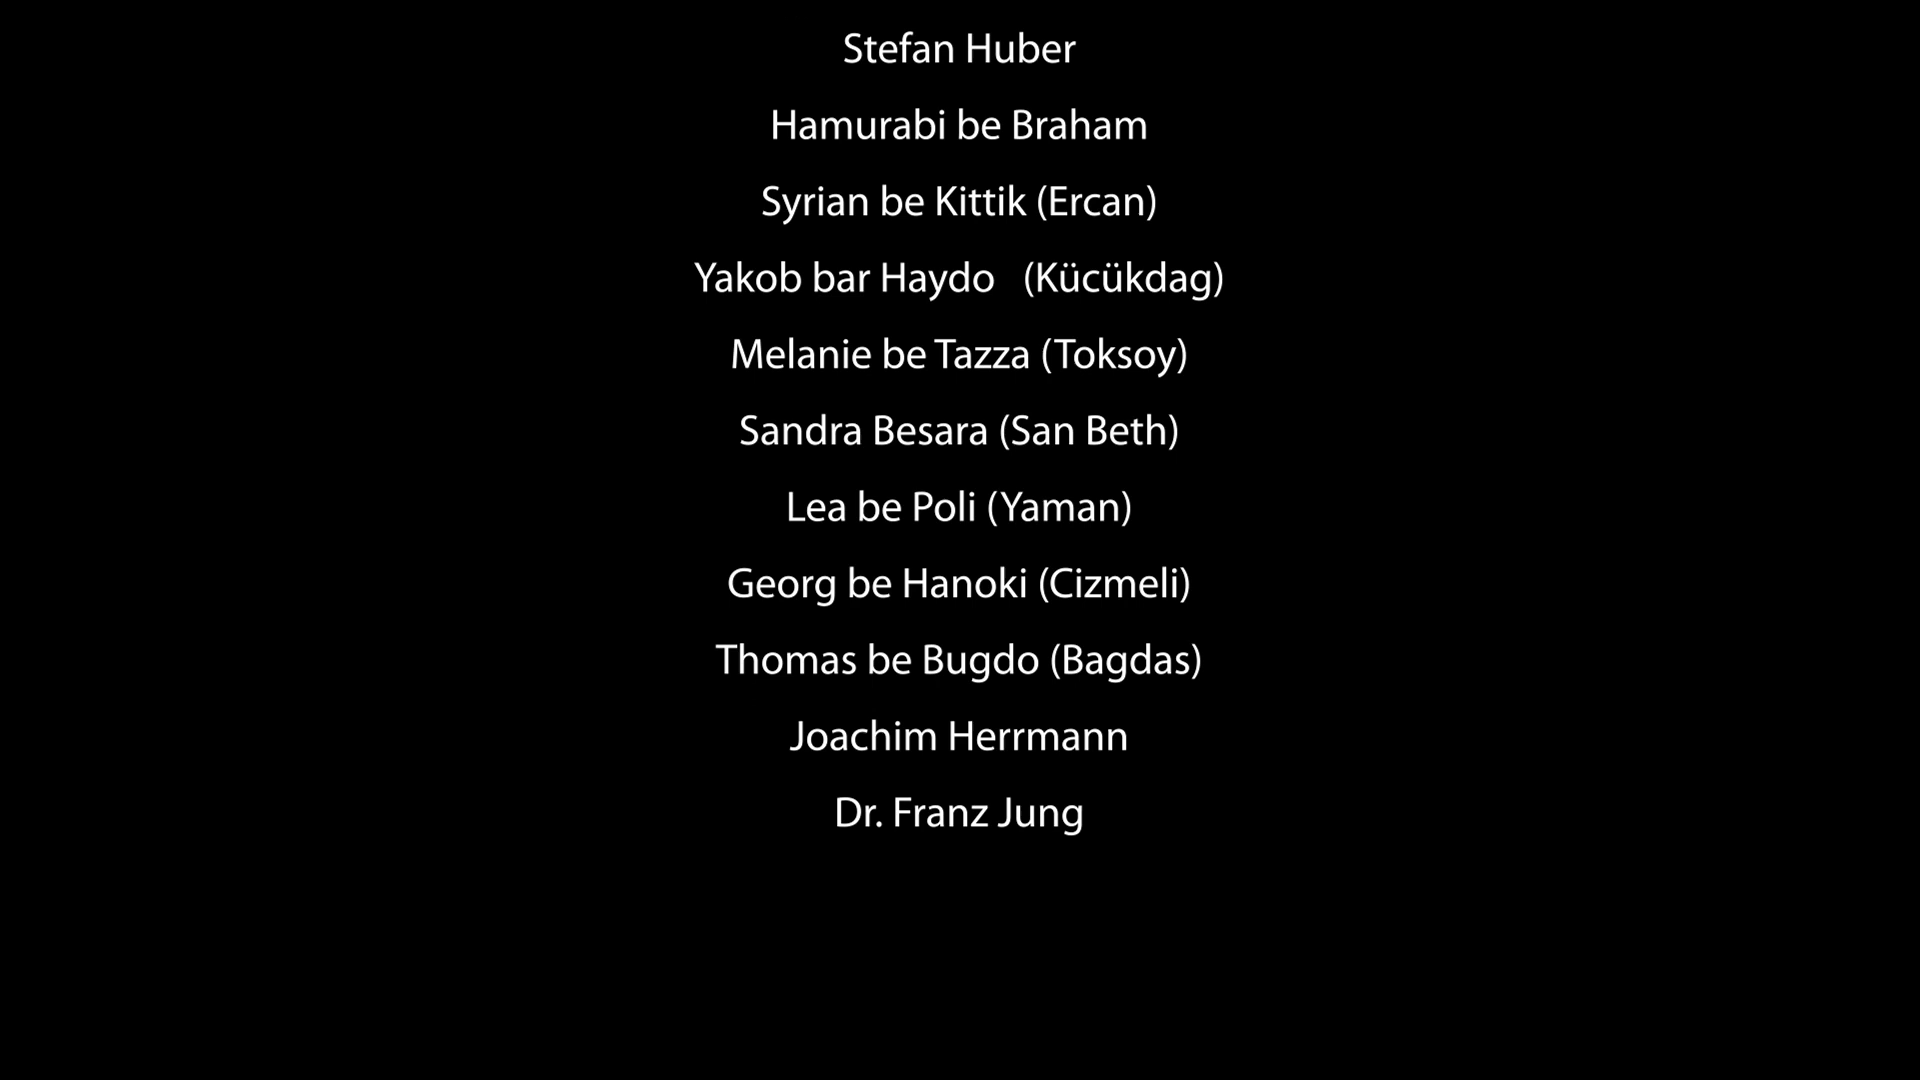 Stefan Huber
Hamurabi be Braham
Syrian be Kittik (Ercan)
Yakob bar Haydo   (Kücükdag)
Melanie be Tazza (Toksoy)
Sandra Besara (San Beth)
Lea be Poli (Yaman)
Georg be Hanoki (Cizmeli)
Thomas be Bugdo (Bagdas)
Joachim Herrmann
Dr. Franz Jung